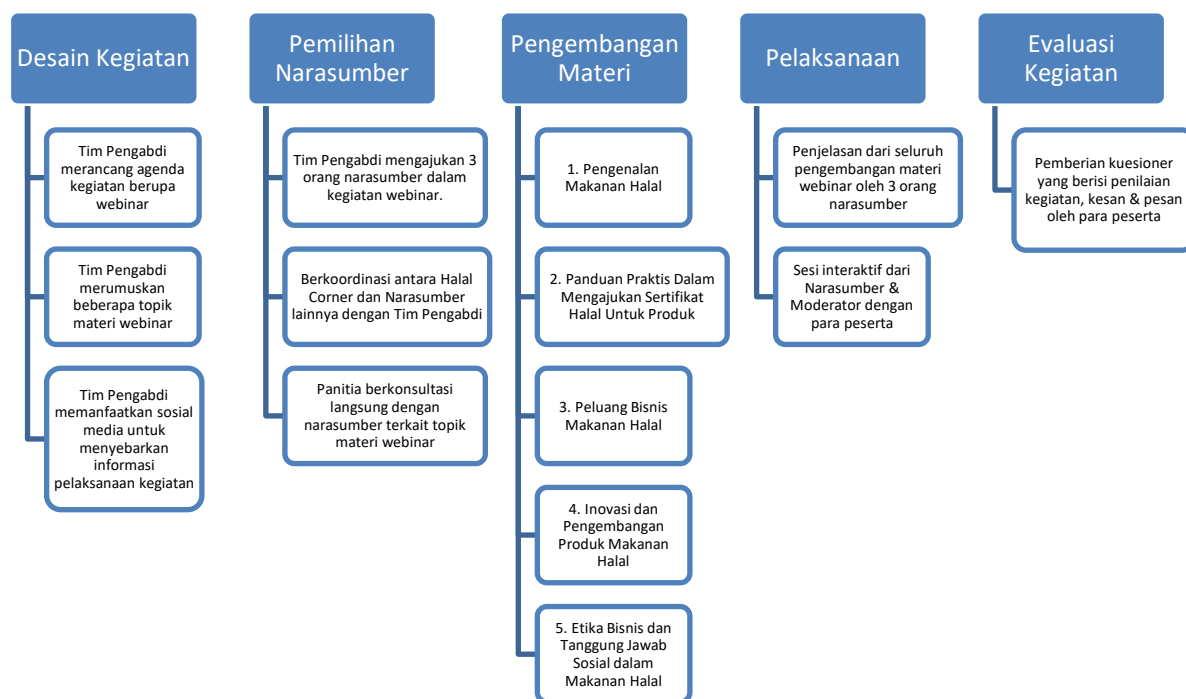 Desain Kegiatan
Tim Pengabdi
merancang agenda
kegiatan berupa
webinar
Tim Pengabdi
merumuskan
beberapa topik
materi webinar
Tim Pengabdi
memanfaatkan sosial
media untuk
menyebarkan
informasi
pelaksanaan kegiatan
Pemilihan
Narasumber
Tim Pengabdi mengajukan 3
orang narasumber dalam
kegiatan webinar.
Berkoordinasi antara Halal
Corner dan Narasumber
lainnya dengan Tim Pengabdi
Panitia berkonsultasi
langsung dengan
narasumber terkait topik
materi webinar
Pengembangan
Materi
1. Pengenalan
Makanan Halal
2. Panduan Praktis Dalam
Mengajukan Sertifikat
Halal Untuk Produk
3. Peluang Bisnis
Makanan Halal
4. Inovasi dan
Pengembangan
Produk Makanan
Halal
5. Etika Bisnis dan
Tanggung Jawab
Sosial dalam
Makanan Halal
Pelaksanaan
Penjelasan dari seluruh
pengembangan materi
webinar oleh 3 orang
narasumber
Sesi interaktif dari
Narasumber &
Moderator dengan
para peserta
Evaluasi
Kegiatan
Pemberian kuesioner
yang berisi penilaian
kegiatan, kesan & pesan
oleh para peserta